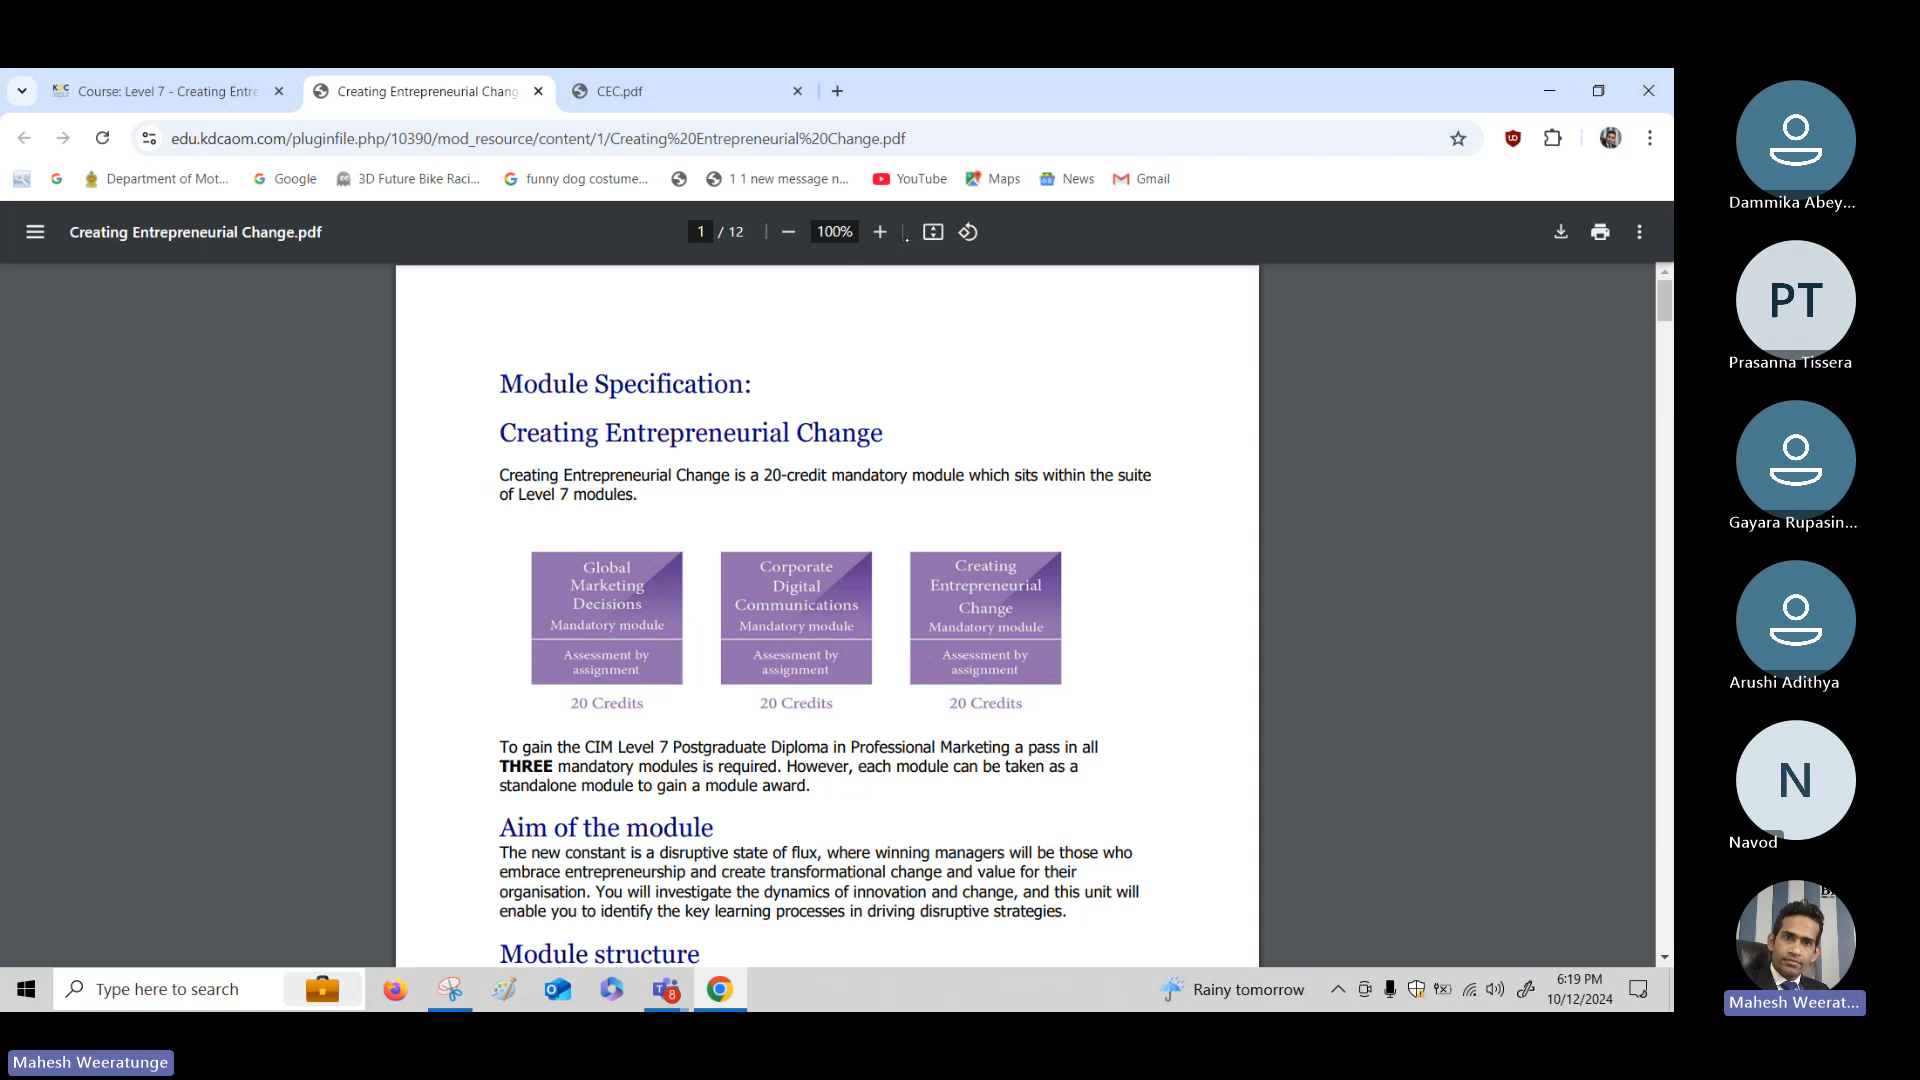 Course: Level 7 - Creating Entre
Creating Entrepreneurial Chang
CEC.pdf
edu.kdcaom.com/pluginfile.php/10390/mod_resource/content/1/Creating%20Entrepreneurial%20Change.pdf
Department of Mot...
Google
3D Future Bike Raci...
funny dog costume...
1 1 new message n...
YouTube
Maps
News
Gmail
Creating Entrepreneurial Change.pdf
1 / 12
100%
Module Specification:
Creating Entrepreneurial Change
Creating Entrepreneurial Change is a 20-credit mandatory module which sits within the suite
of Level 7 modules.
Global
Marketing
Decisions
Mandatory module
Assessment by
assignment
20 Credits
Corporate
Digital
Communications
Mandatory module
Assessment by
assignment
20 Credits
Creating
Entrepreneurial
Change
Mandatory module
Assessment by
assignment
20 Credits
To gain the CIM Level 7 Postgraduate Diploma in Professional Marketing a pass in all
THREE mandatory modules is required. However, each module can be taken as a
standalone module to gain a module award.
Aim of the module
The new constant is a disruptive state of flux, where winning managers will be those who
embrace entrepreneurship and create transformational change and value for their
organisation. You will investigate the dynamics of innovation and change, and this unit will
enable you to identify the key learning processes in driving disruptive strategies.
Module structure
Type here to search
8
Rainy tomorrow
6:19 PM
10/12/2024
Dammika Abey...
PT
Prasanna Tissera
Gayara Rupasin...
Arushi Adithya
N
Navod
Mahesh Weerat...
Mahesh Weeratunge